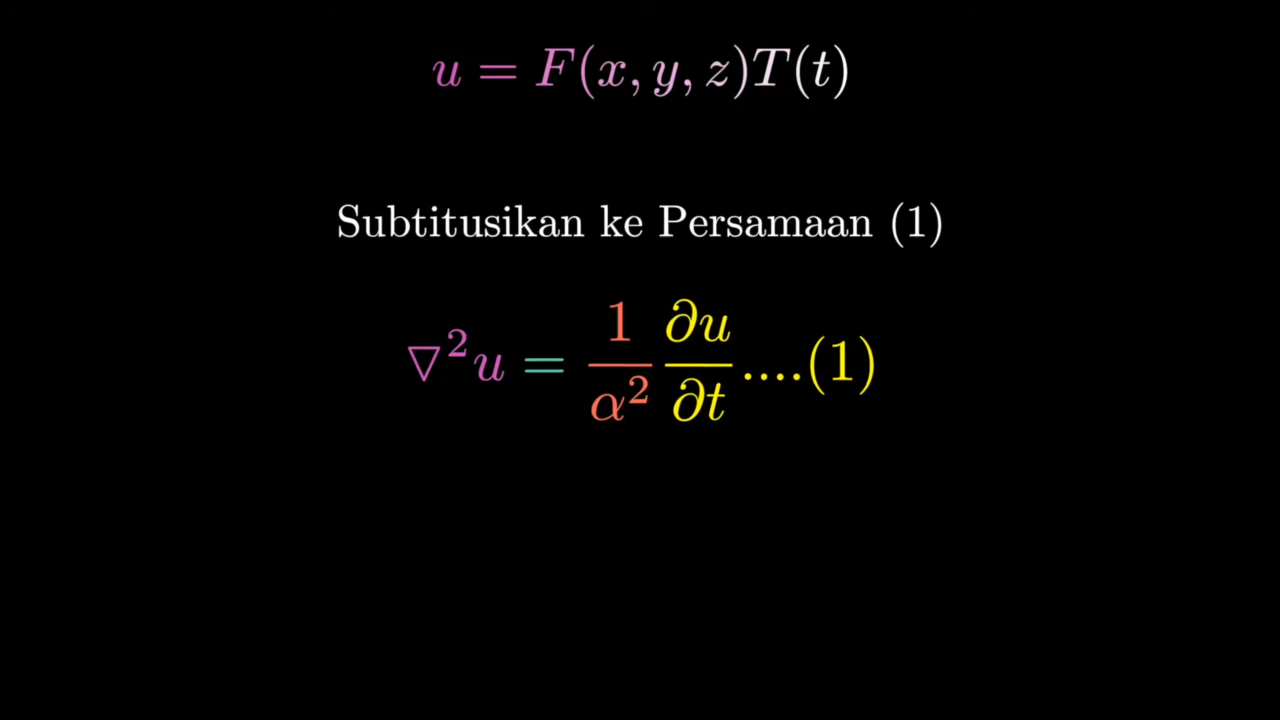 u = F(x, y, z)T(t)
Subtitusikan ke Persamaan (1)
∇²u = 1/α² ∂u/∂t ....(1)